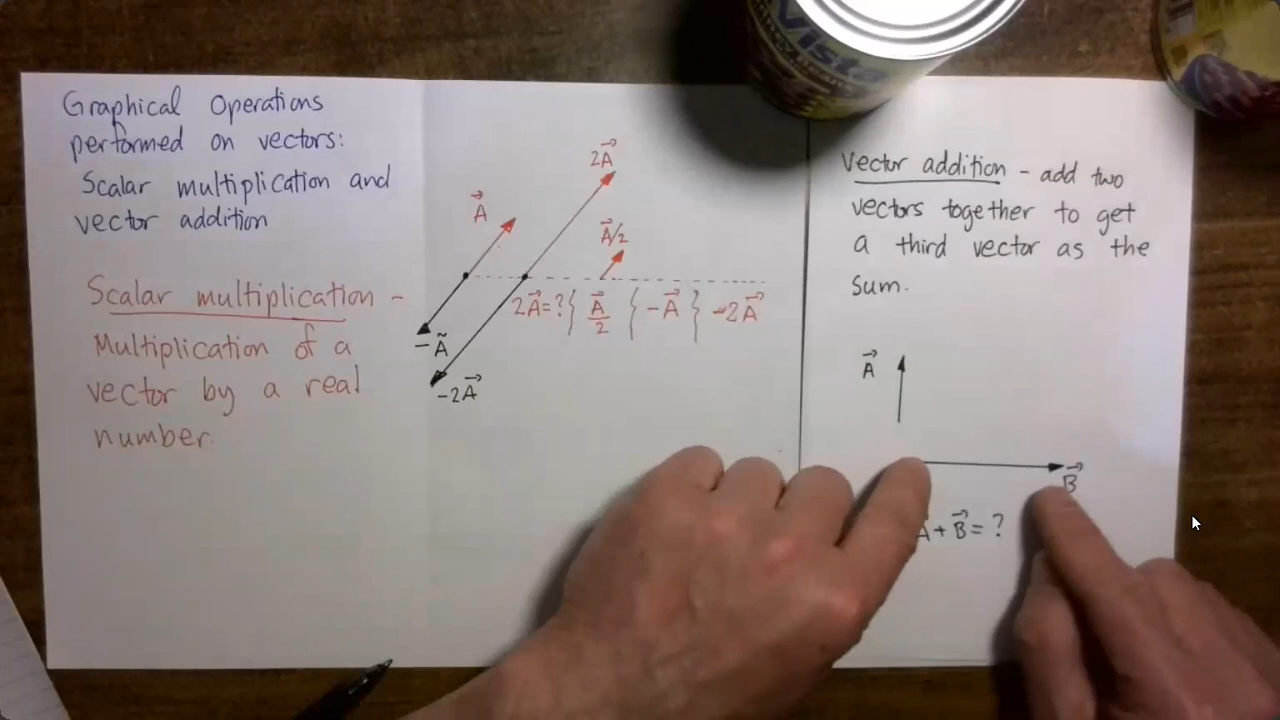 Graphical Operations
performed on vectors:
Scalar multiplication and
vector addition
Scalar multiplication -
Multiplication of a
vector by a real
number.
2A⃗
A⃗
A⃗/2
2A⃗=? { A⃗/2 { -A⃗ } -2A⃗
-Ã
-2A⃗
Vista
Vector addition - add two
vectors together to get
a third vector as the
sum.
A⃗
B⃗
A + B⃗ = ?